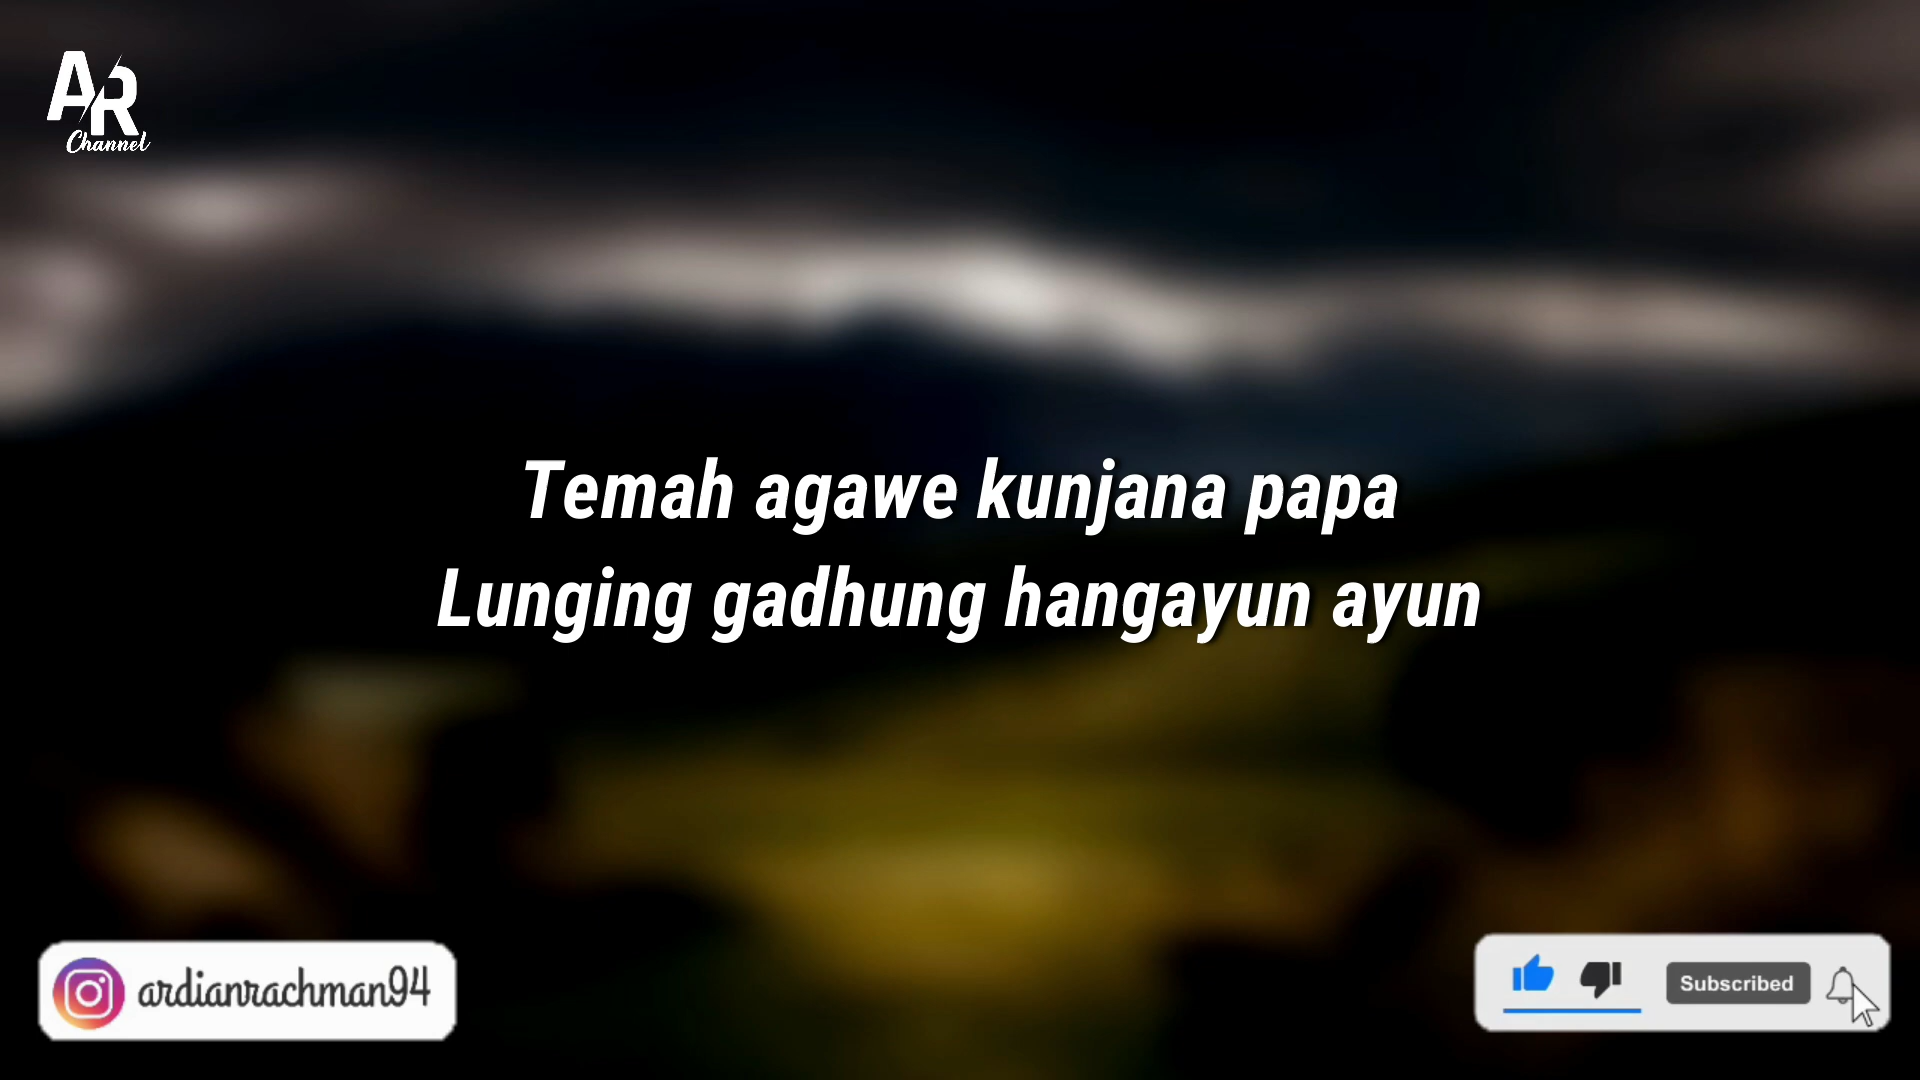 AR
Channel
Temah agawe kunjana papa
Lunging gadhung hangayun ayun
ardianrachman94
Subscribed